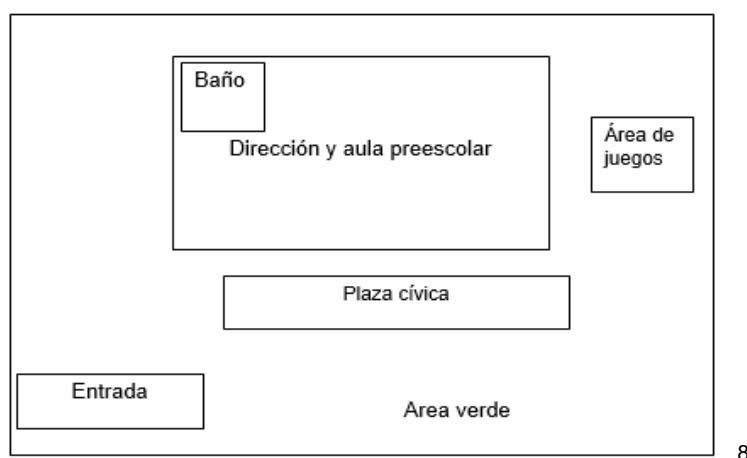 Baño
Dirección y aula preescolar
Área de
juegos
Plaza cívica
Entrada
Area verde
8